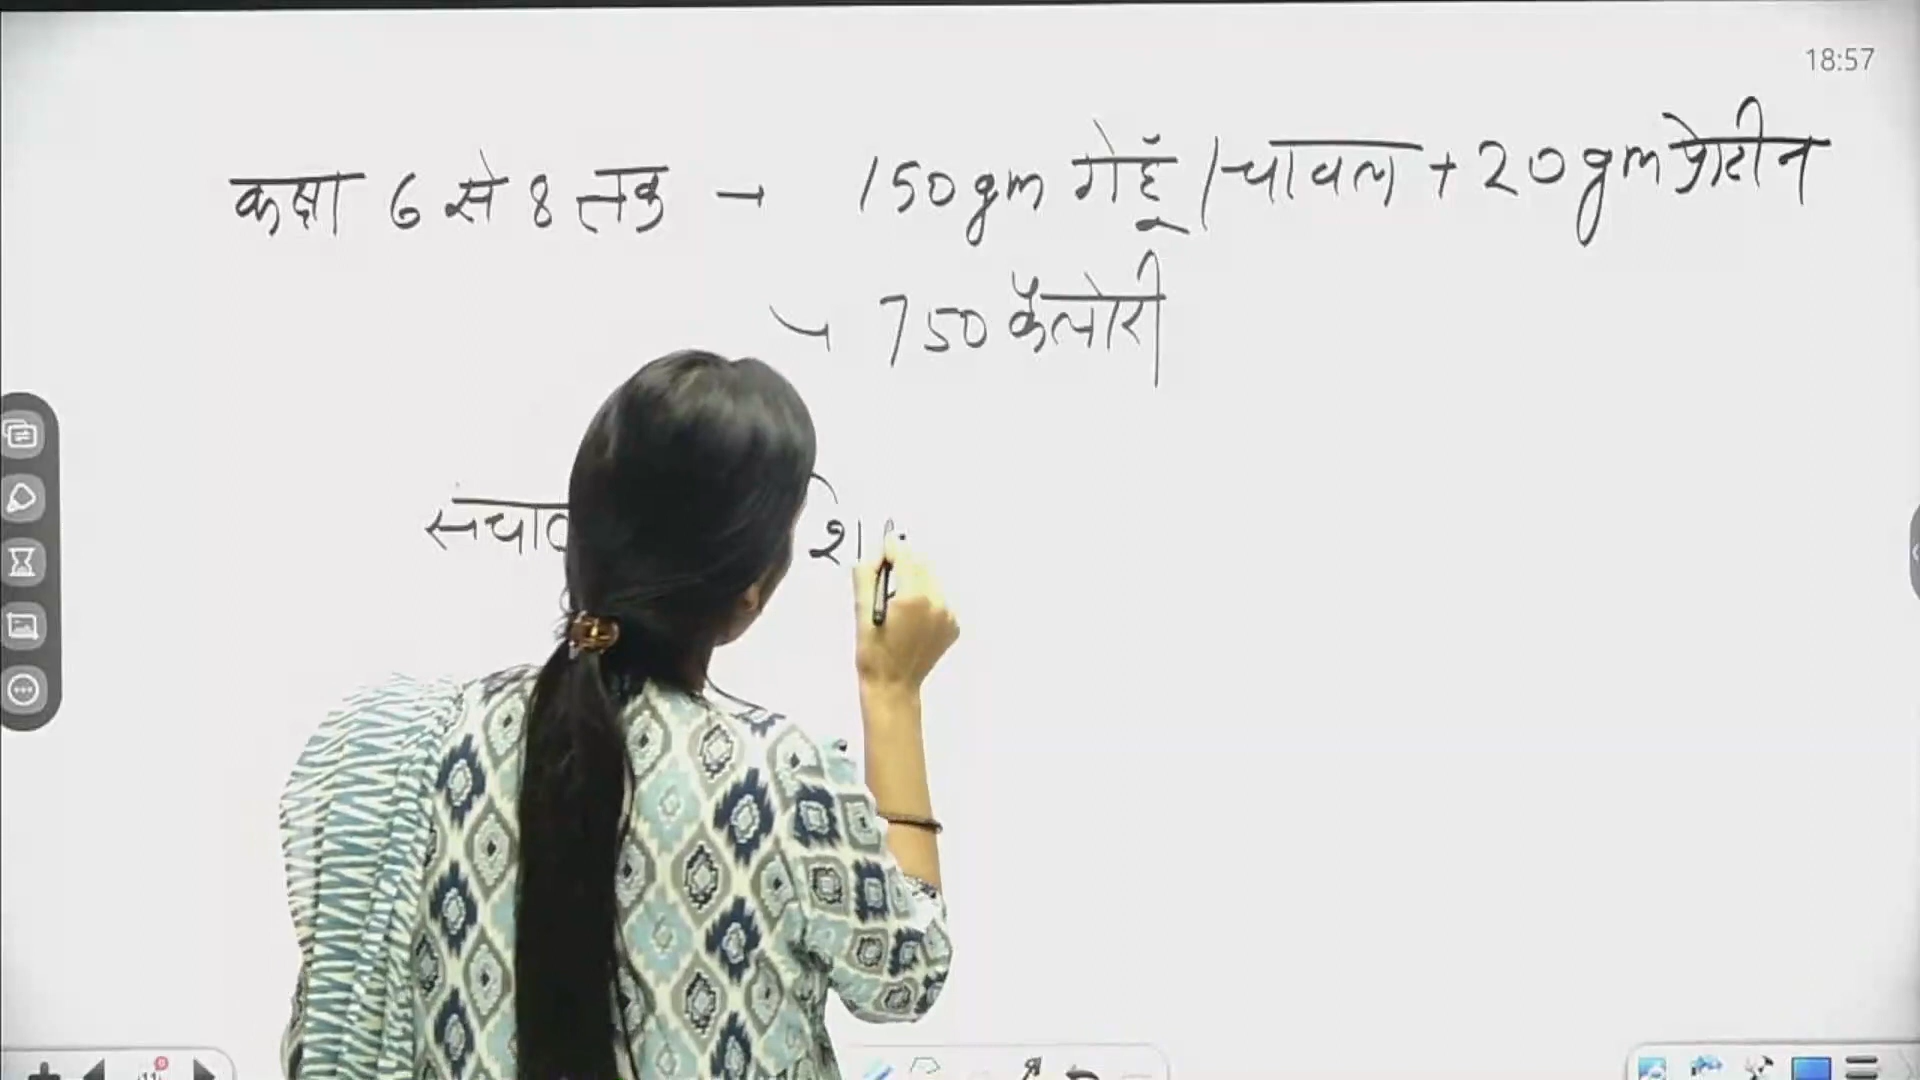 18:57
कक्षा 6 से 8 तक → 150 gm गेहूँ / चावल + 20 gm प्रोटीन
→ 750 कैलोरी